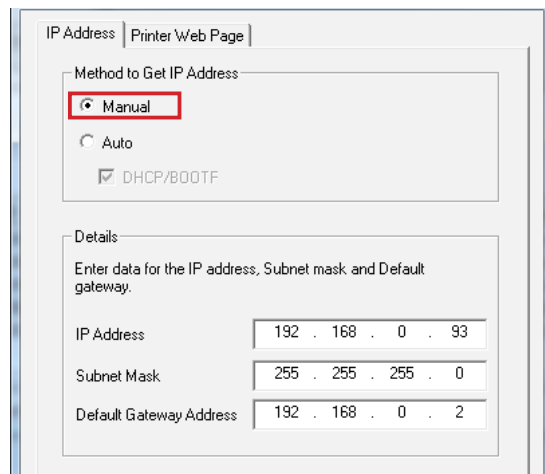 IP Address Printer Web Page
Method to Get IP Address
Manual
Auto
DHCP/BOOTF
Details
Enter data for the IP address, Subnet mask and Default
gateway.
IP Address 192 . 168 . 0 . 93
Subnet Mask 255 . 255 . 255 . 0
Default Gateway Address 192 . 168 . 0 . 2